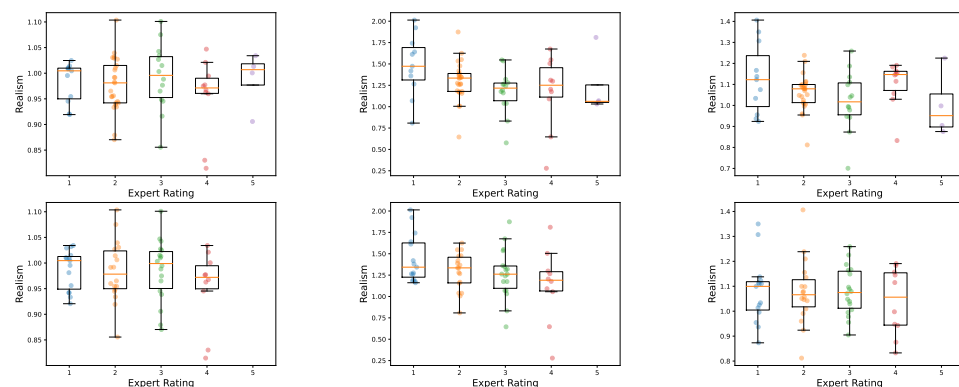 Realism
1.10
1.05
1.00
0.95
0.90
0.85
1 2 3 4 5
Expert Rating
Realism
2.00
1.75
1.50
1.25
1.00
0.75
0.50
0.25
1 2 3 4 5
Expert Rating
Realism
1.4
1.3
1.2
1.1
1.0
0.9
0.8
0.7
1 2 3 4 5
Expert Rating
Realism
1.10
1.05
1.00
0.95
0.90
0.85
1 2 3 4
Expert Rating
Realism
2.00
1.75
1.50
1.25
1.00
0.75
0.50
0.25
1 2 3 4
Expert Rating
Realism
1.4
1.3
1.2
1.1
1.0
0.9
0.8
1 2 3 4
Expert Rating